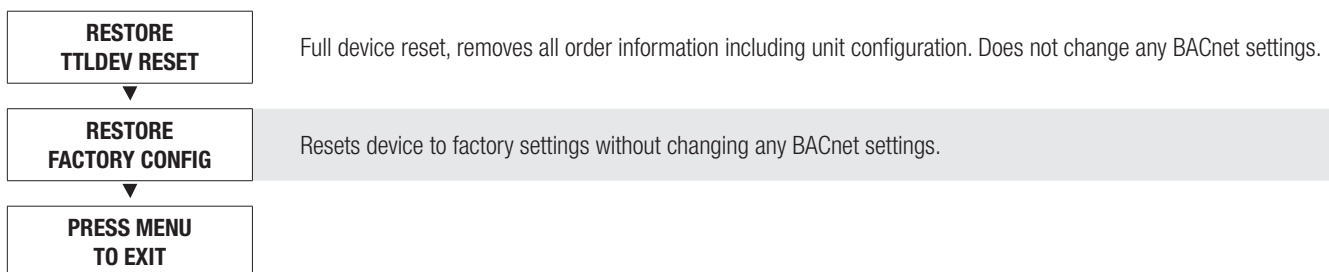 RESTORE
TTLDEV RESET
Full device reset, removes all order information including unit configuration. Does not change any BACnet settings.
RESTORE
FACTORY CONFIG
Resets device to factory settings without changing any BACnet settings.
PRESS MENU
TO EXIT